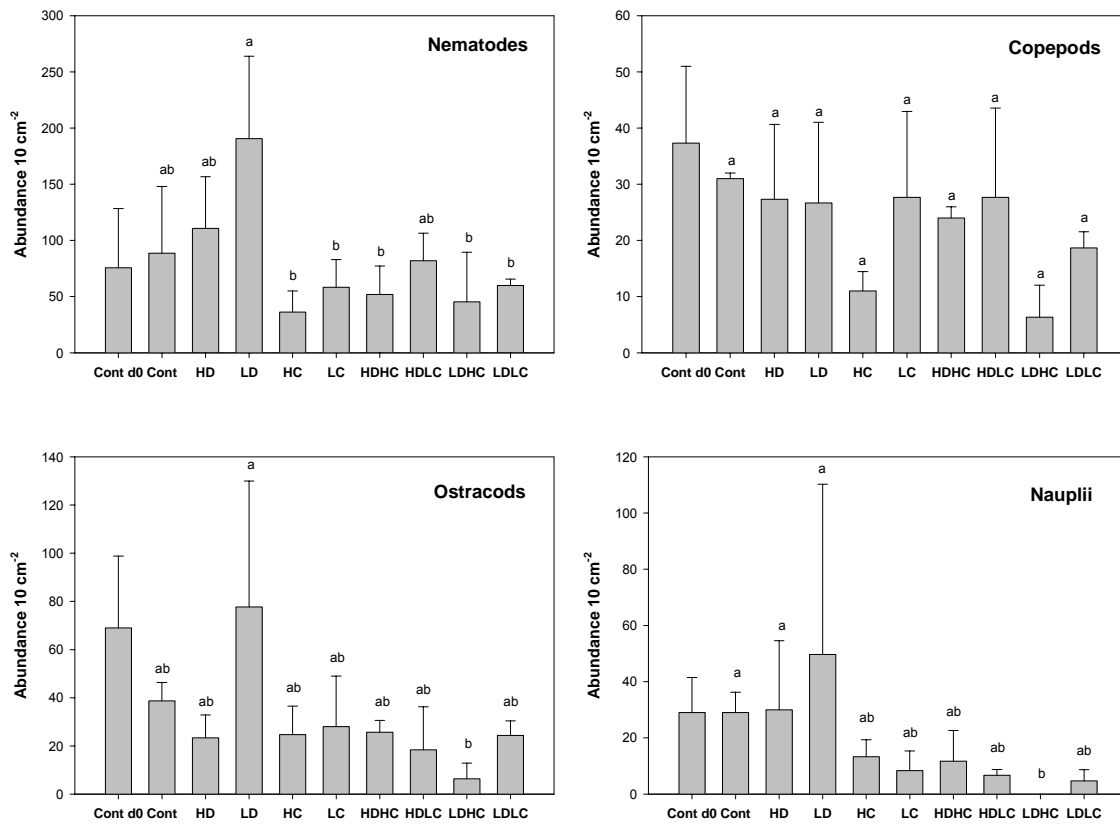 Nematodes
Abundance 10 cm-2
300
250
200
150
100
50
0
ab
ab
a
b
b
b
ab
b
b
Cont d0 Cont HD LD HC LC HDHC HDLC LDHC LDLC
Copepods
Abundance 10 cm-2
60
50
40
30
20
10
0
a
a
a
a
a
a
a
a
a
Cont d0 Cont HD LD HC LC HDHC HDLC LDHC LDLC
Ostracods
Abundance 10 cm-2
140
120
100
80
60
40
20
0
ab
ab
a
ab
ab
ab
ab
b
ab
Cont d0 Cont HD LD HC LC HDHC HDLC LDHC LDLC
Nauplii
Abundance 10 cm-2
120
100
80
60
40
20
0
a
a
a
ab
ab
ab
ab
b
ab
Cont d0 Cont HD LD HC LC HDHC HDLC LDHC LDLC